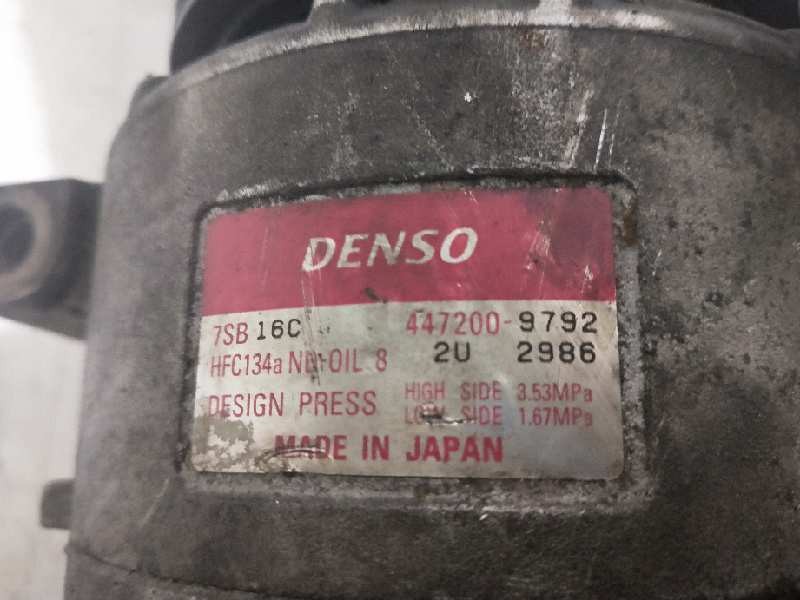 DENSO
7SB 16C 447200-9792
HFC134a ND-OIL 8 2U 2986
DESIGN PRESS HIGH SIDE 3.53MPa
LOW SIDE 1.67MPa
MADE IN JAPAN